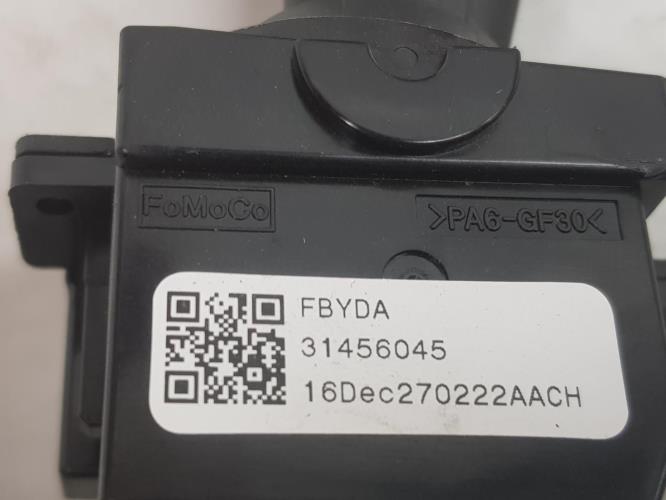 FoMoCo
>PA6-GF30<
FBYDA
31456045
16Dec270222AACH